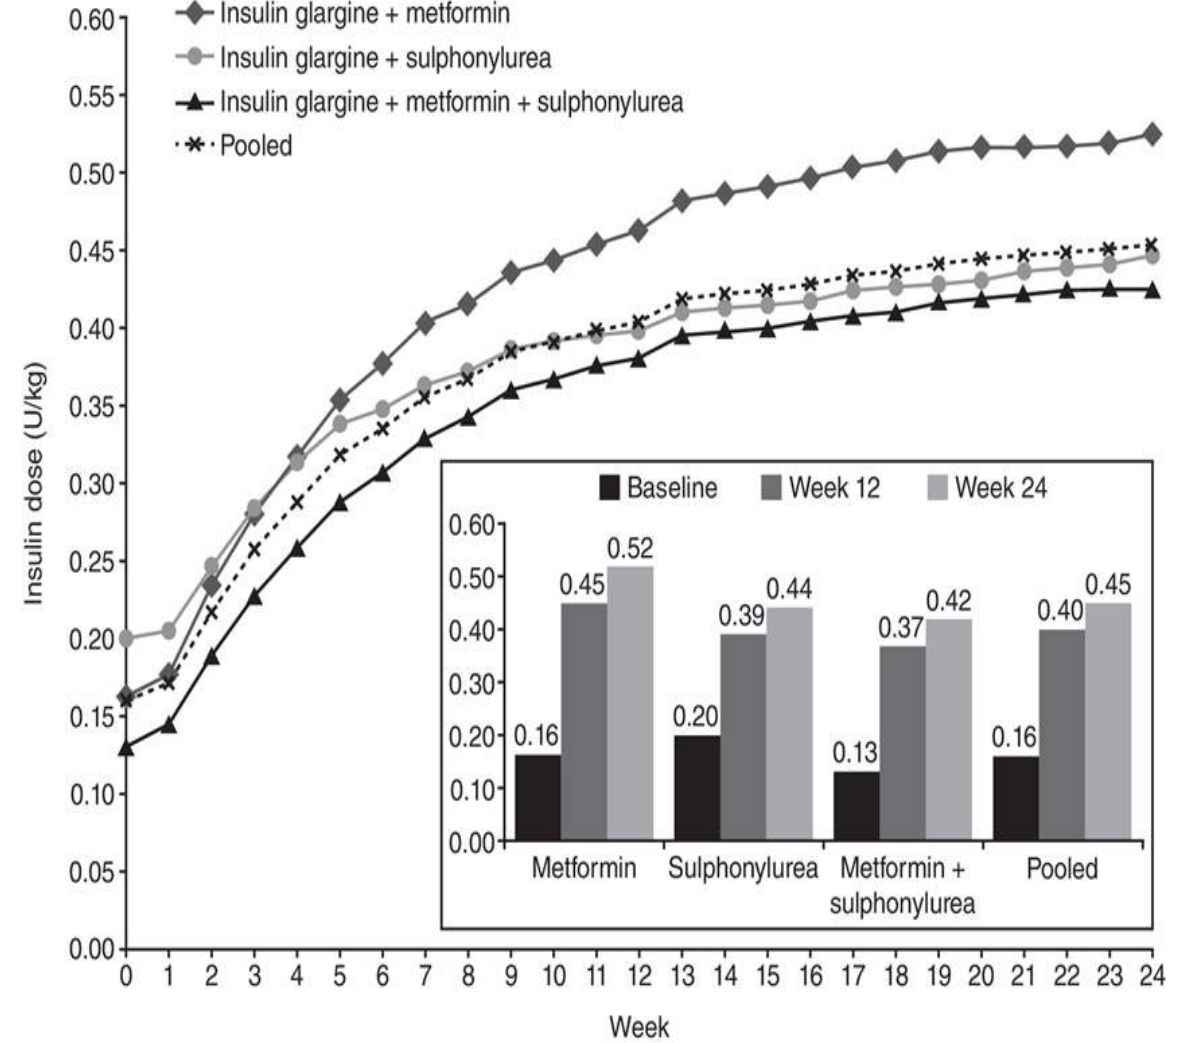 Insulin glargine + metformin
Insulin glargine + sulphonylurea
Insulin glargine + metformin + sulphonylurea
Pooled
Insulin dose (U/kg)
0.60
0.55
0.50
0.45
0.40
0.35
0.30
0.25
0.20
0.15
0.10
0.05
0.00
Baseline Week 12 Week 24
0.60
0.50
0.40
0.30
0.20
0.10
0.00
0.16 0.45 0.52
0.20 0.39 0.44
0.13 0.37 0.42
0.16 0.40 0.45
Metformin Sulphonylurea Metformin + Pooled
sulphonylurea
0 1 2 3 4 5 6 7 8 9 10 11 12 13 14 15 16 17 18 19 20 21 22 23 24
Week